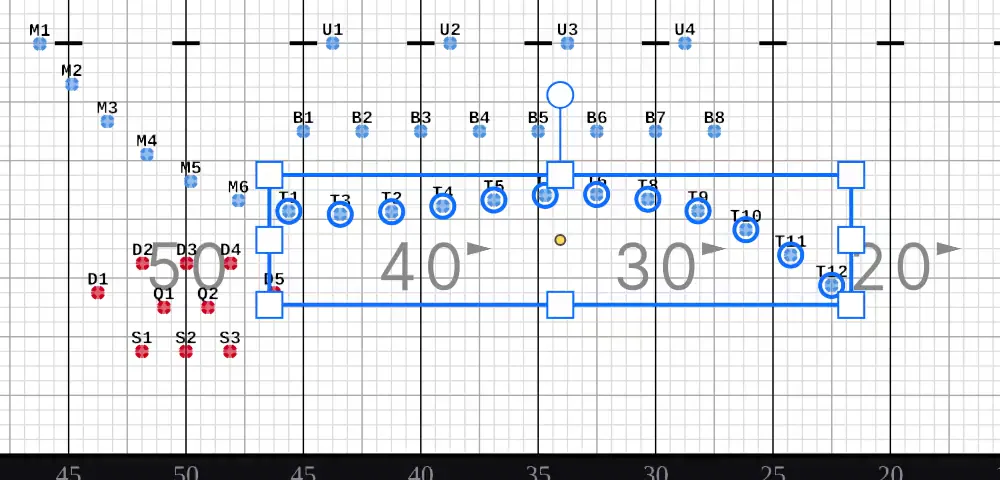 M1 U1 U2 U3 U4
M2
M3 B1 B2 B3 B4 B5 B6 B7 B8
M4
M5
M6 T1 T3 T2 T4 T5 T8 T9
T10
T11
D2 D3 D4
50 40 30 20
D1 D5 T12
Q1 Q2
S1 S2 S3
45 50 45 40 35 30 25 20